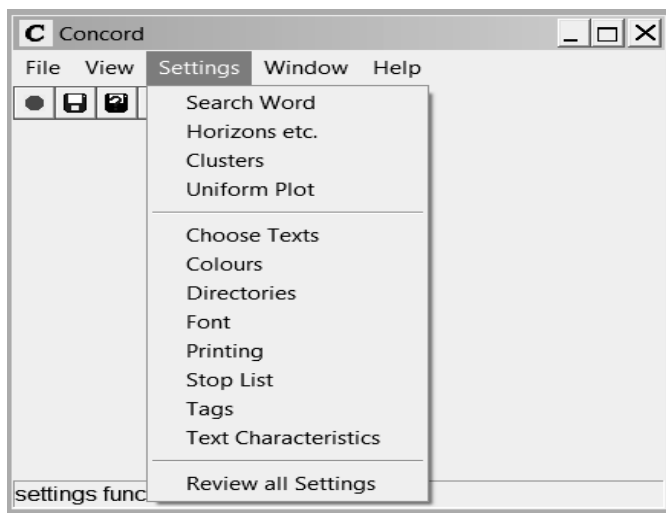 C Concord
File View Settings Window Help
Search Word
Horizons etc.
Clusters
Uniform Plot
Choose Texts
Colours
Directories
Font
Printing
Stop List
Tags
Text Characteristics
Review all Settings
settings func